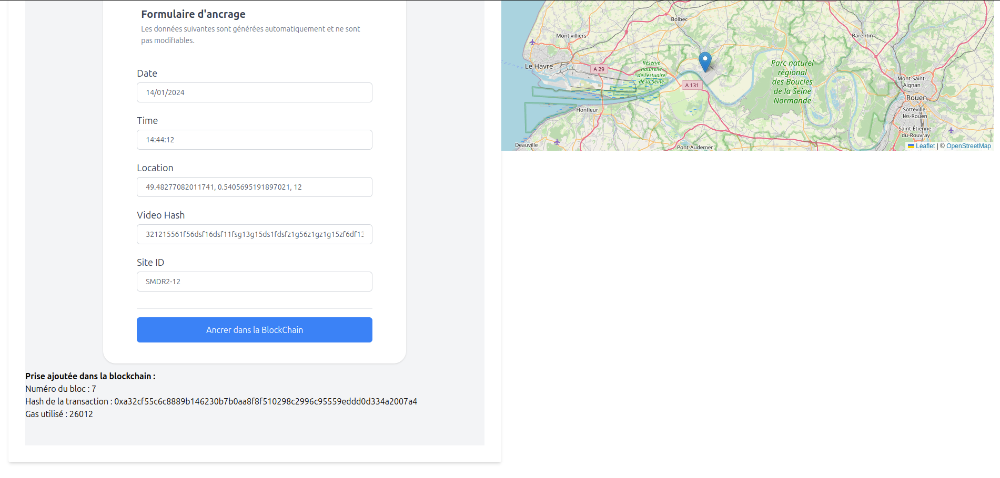 Formulaire d'ancrage
Les données suivantes sont générées automatiquement et ne sont
pas modifiables.
Date
14/01/2024
Time
14:44:12
Location
49.48277082011741, 0.5405695191897021, 12
Video Hash
321215561f56dsf16dsf11fsg13g15ds1fdsfz1g56z1gz1g15zf6df13
Site ID
SMDR2-12
Ancrer dans la BlockChain
Prise ajoutée dans la blockchain :
Numéro du bloc : 7
Hash de la transaction : 0xa32cf55c6c8889b146230b7b0aa8f8f510298c2996c95559eddd0d334a2007a4
Gas utilisé : 26012
Bolbec
Montivilliers
Barentin
Le Havre
A 29
Réserve
naturelle
de l'estuaire
de la Seine
A 131
Parc naturel
régional
des Boucles
de la Seine
Normande
Mont-Saint-
Aignan
Rouen
Honfleur
Sotteville-
lès-Rouen
Saint-Étienne-
du-Rouvray
Deauville
Pont-Audemer
Leaflet | © OpenStreetMap